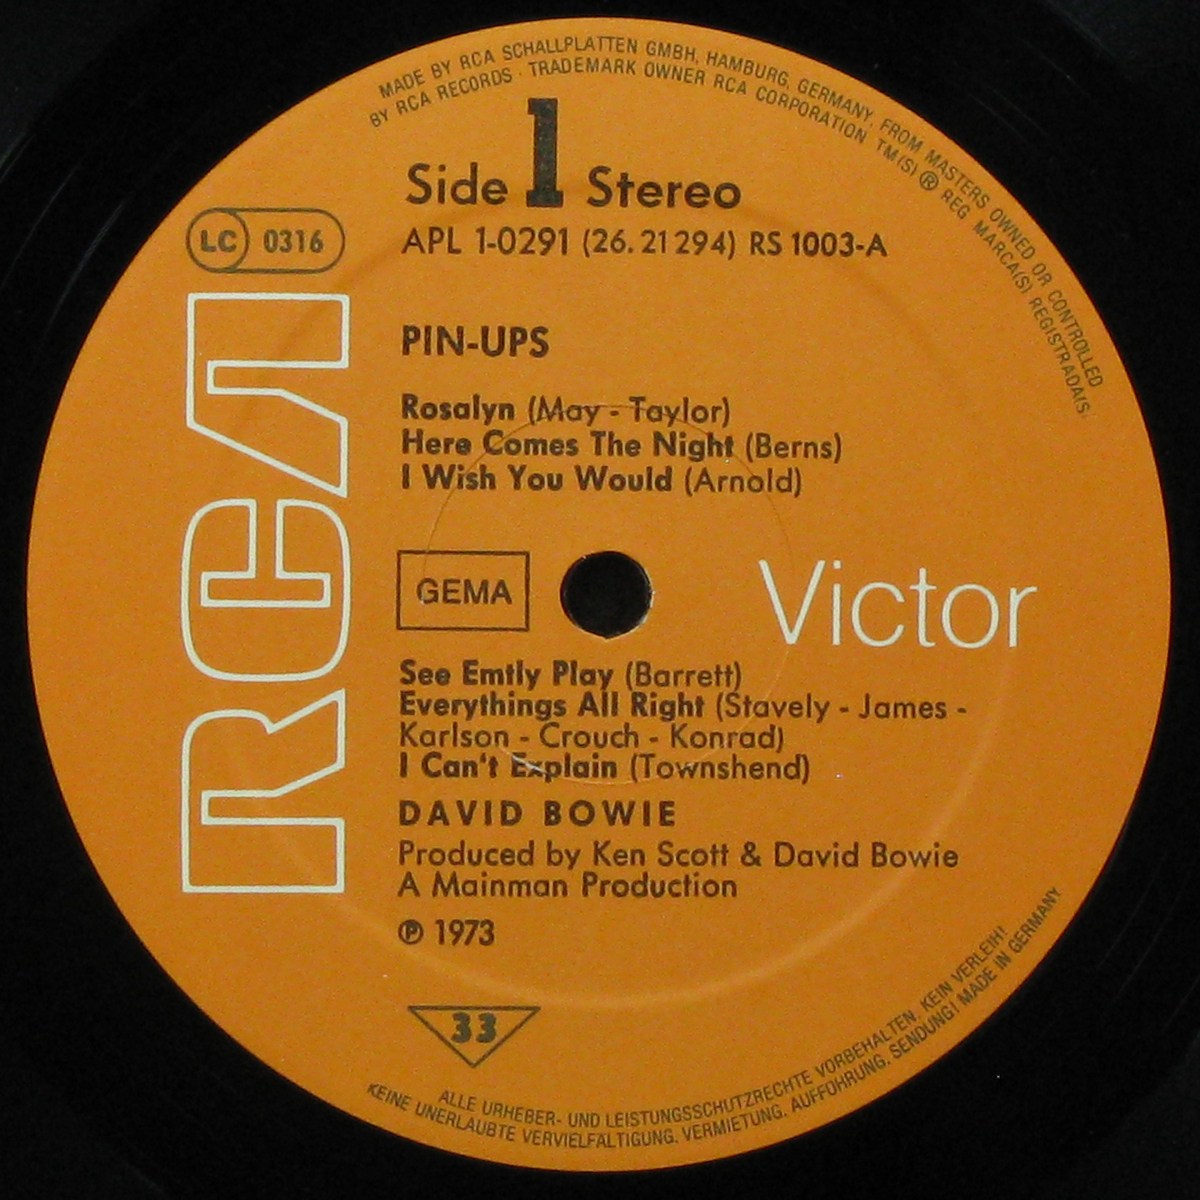 MADE BY RCA SCHALLPLATTEN GMBH, HAMBURG, GERMANY, FROM MASTERS OWNED OR CONTROLLED
BY RCA RECORDS · TRADEMARK OWNER RCA CORPORATION TM(S) ® REG MARCA(S) REGISTRADAIS.
Side 1 Stereo
LC 0316
APL 1-0291 (26.21294) RS 1003-A
RCA
PIN-UPS
Rosalyn (May - Taylor)
Here Comes The Night (Berns)
I Wish You Would (Arnold)
GEMA
Victor
See Emtly Play (Barrett)
Everythings All Right (Stavely - James -
Karlson - Crouch - Konrad)
I Can't Explain (Townshend)
DAVID BOWIE
Produced by Ken Scott & David Bowie
A Mainman Production
℗ 1973
33
ALLE URHEBER- UND LEISTUNGSSCHUTZRECHTE VORBEHALTEN. KEIN VERLEIH!
KEINE UNERLAUBTE VERVIELFÄLTIGUNG, VERMIETUNG, AUFFÜHRUNG, SENDUNG! MADE IN GERMANY